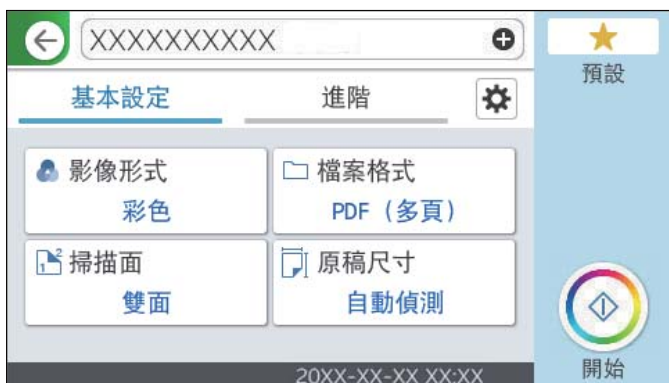 XXXXXXXXXX
預設
基本設定
進階
影像形式
彩色
檔案格式
PDF (多頁)
掃描面
雙面
原稿尺寸
自動偵測
開始
20XX-XX-XX XX:XX